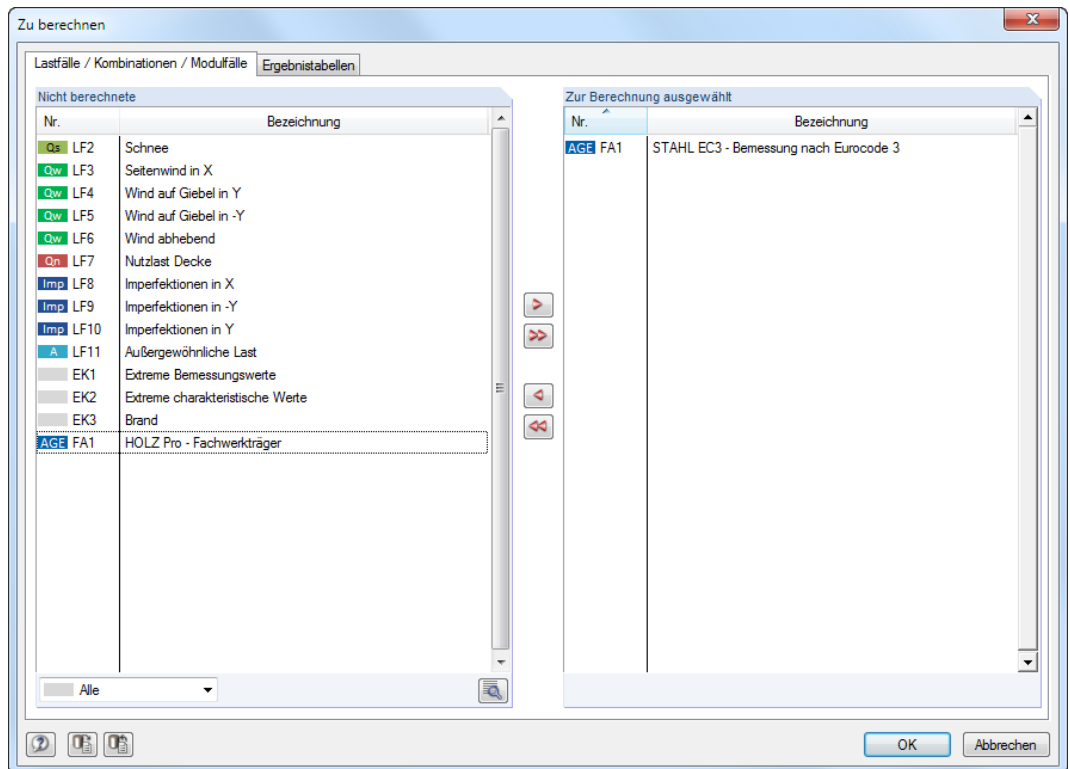 Zu berechnen
Lastfälle / Kombinationen / Modulfälle Ergebnistabellen
Nicht berechnete
Nr. Bezeichnung
Qs LF2 Schnee
Qw LF3 Seitenwind in X
Qw LF4 Wind auf Giebel in Y
Qw LF5 Wind auf Giebel in -Y
Qw LF6 Wind abhebend
Qn LF7 Nutzlast Decke
Imp LF8 Imperfektionen in X
Imp LF9 Imperfektionen in -Y
Imp LF10 Imperfektionen in Y
A LF11 Außergewöhnliche Last
EK1 Extreme Bemessungswerte
EK2 Extreme charakteristische Werte
EK3 Brand
AGE FA1 HOLZ Pro - Fachwerkträger
Alle
Zur Berechnung ausgewählt
Nr. Bezeichnung
AGE FA1 STAHL EC3 - Bemessung nach Eurocode 3
OK Abbrechen